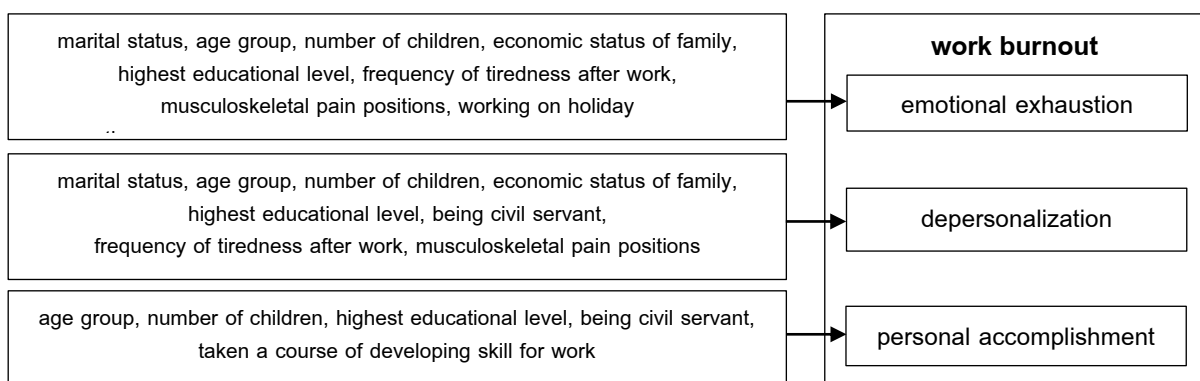 marital status, age group, number of children, economic status of family,
highest educational level, frequency of tiredness after work,
musculoskeletal pain positions, working on holiday
marital status, age group, number of children, economic status of family,
highest educational level, being civil servant,
frequency of tiredness after work, musculoskeletal pain positions
age group, number of children, highest educational level, being civil servant,
taken a course of developing skill for work
work burnout
emotional exhaustion
depersonalization
personal accomplishment